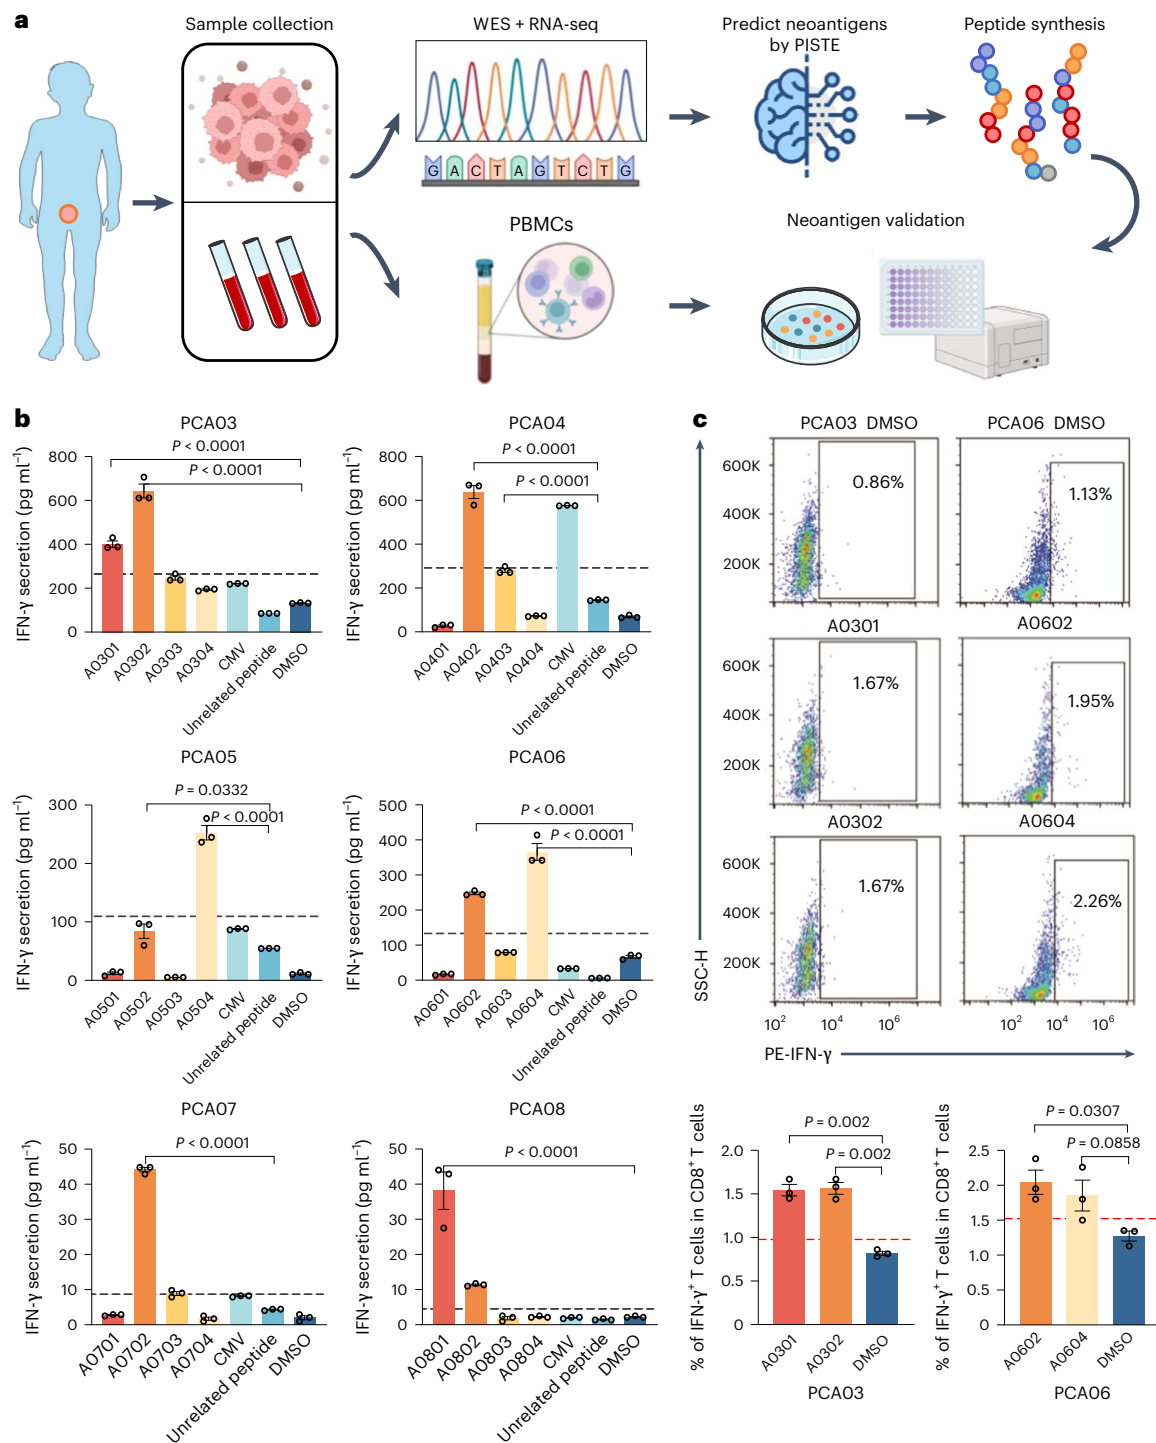 a
Sample collection
WES + RNA-seq
Predict neoantigens
by PISTE
Peptide synthesis
G A C T A G T C T G
PBMCs
Neoantigen validation
b
PCA03
IFN-γ secretion (pg ml⁻¹)
800
600
400
200
0
P < 0.0001
P < 0.0001
A0301
A0302
A0303
A0304
CMV
Unrelated peptide
DMSO
PCA04
IFN-γ secretion (pg ml⁻¹)
800
600
400
200
0
P < 0.0001
P < 0.0001
A0401
A0402
A0403
A0404
CMV
Unrelated peptide
DMSO
PCA05
IFN-γ secretion (pg ml⁻¹)
300
200
100
0
P = 0.0332
P < 0.0001
A0501
A0502
A0503
A0504
CMV
Unrelated peptide
DMSO
PCA06
IFN-γ secretion (pg ml⁻¹)
500
400
300
200
100
0
P < 0.0001
P < 0.0001
A0601
A0602
A0603
A0604
CMV
Unrelated peptide
DMSO
PCA07
IFN-γ secretion (pg ml⁻¹)
50
40
30
20
10
0
P < 0.0001
A0701
A0702
A0703
A0704
CMV
Unrelated peptide
DMSO
PCA08
IFN-γ secretion (pg ml⁻¹)
50
40
30
20
10
0
P < 0.0001
A0801
A0802
A0803
A0804
CMV
Unrelated peptide
DMSO
c
PCA03 DMSO
PCA06 DMSO
600K
400K
200K
0.86%
1.13%
A0301
A0602
600K
400K
200K
1.67%
1.95%
A0302
A0604
600K
400K
200K
1.67%
2.26%
SSC-H
10² 10⁴ 10⁶
10² 10⁴ 10⁶
PE-IFN-γ
% of IFN-γ⁺ T cells in CD8⁺ T cells
2.0
1.5
1.0
0.5
0
P = 0.002
P = 0.002
A0301
A0302
DMSO
PCA03
% of IFN-γ⁺ T cells in CD8⁺ T cells
2.5
2.0
1.5
1.0
0.5
0
P = 0.0307
P = 0.0858
A0602
A0604
DMSO
PCA06